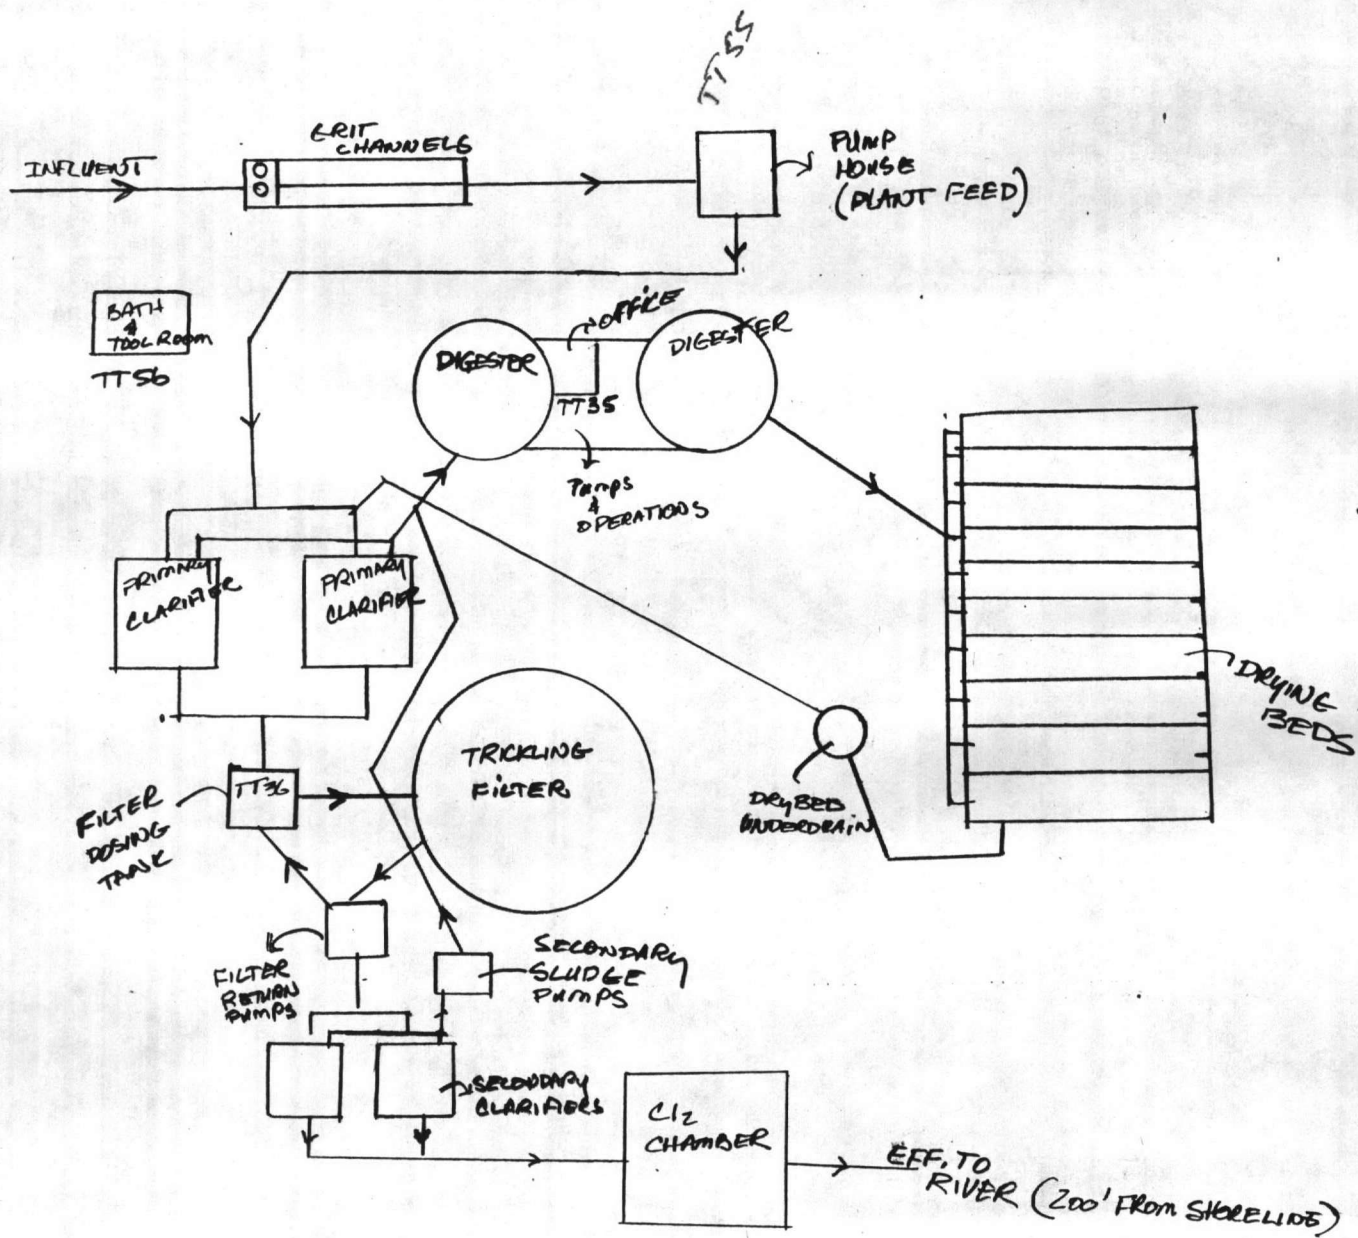 TT 55
GRIT
CHANNELS
INFLUENT
PUMP
HOUSE
(PLANT FEED)
BATH
&
TOOL ROOM
TT56
OFFICE
DIGESTER
DIGESTER
TT35
PUMPS
&
OPERATIONS
PRIMARY
CLARIFIER
PRIMARY
CLARIFIER
DRYING
BEDS
TRICKLING
FILTER
TT36
FILTER
DOSING
TANK
DRYBED
UNDERDRAIN
FILTER
RETURN
PUMPS
SECONDARY
SLUDGE
PUMPS
SECONDARY
CLARIFIERS
Cl2
CHAMBER
EFF. TO
RIVER (200' FROM SHORELINE)